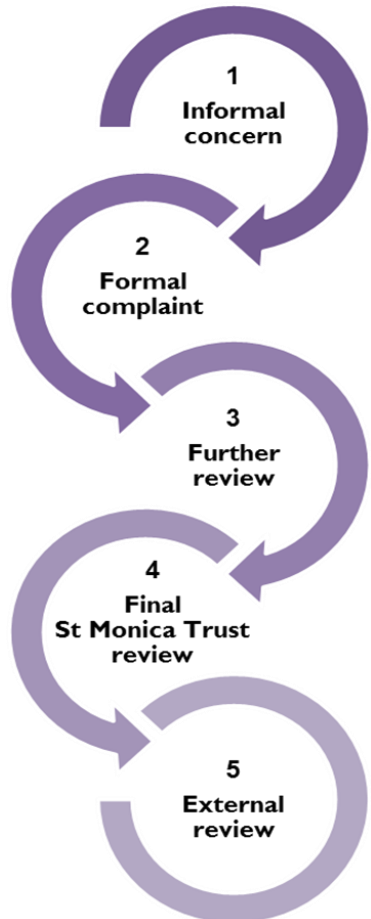 1
Informal
concern
2
Formal
complaint
3
Further
review
4
Final
St Monica Trust
review
5
External
review